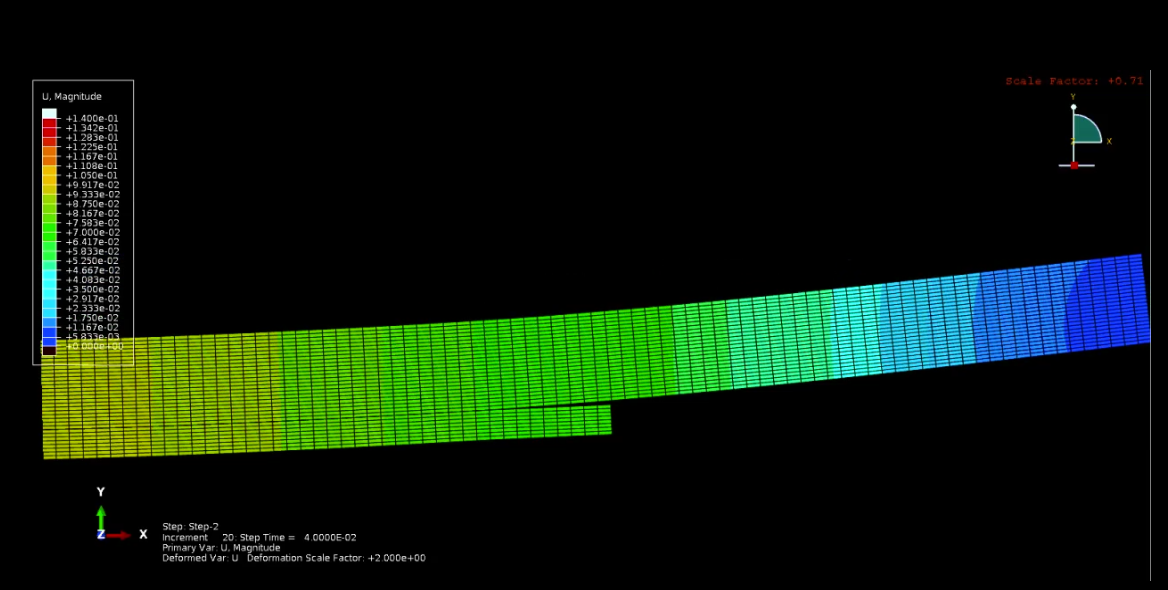 Scale Factor: +0.71
Y
X
Z
U, Magnitude
+1.400e-01
+1.342e-01
+1.283e-01
+1.225e-01
+1.167e-01
+1.108e-01
+1.050e-01
+9.917e-02
+9.333e-02
+8.750e-02
+8.167e-02
+7.583e-02
+7.000e-02
+6.417e-02
+5.833e-02
+5.250e-02
+4.667e-02
+4.083e-02
+3.500e-02
+2.917e-02
+2.333e-02
+1.750e-02
+1.167e-02
+5.833e-03
+0.000e+00
Y
Z X
Step: Step-2
Increment 20: Step Time = 4.0000E-02
Primary Var: U, Magnitude
Deformed Var: U Deformation Scale Factor: +2.000e+00